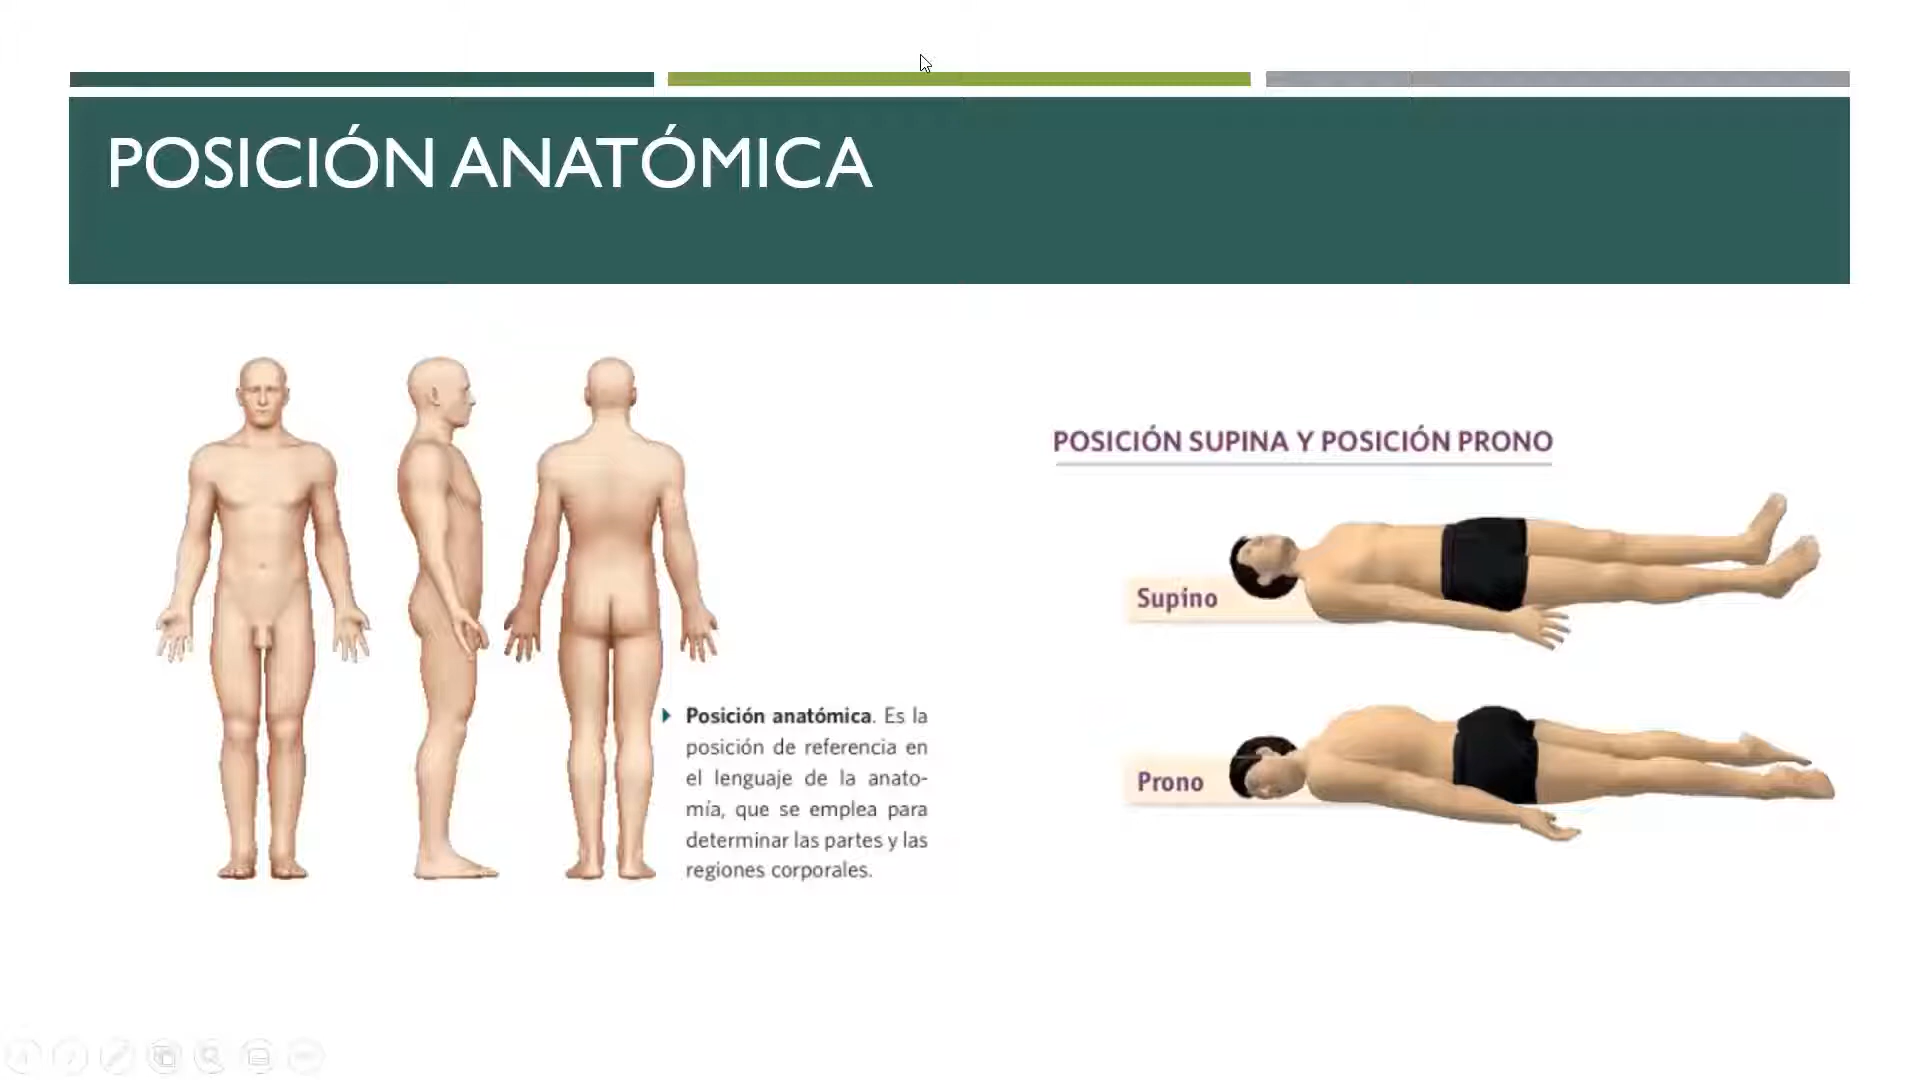 POSICIÓN ANATÓMICA
Posición anatómica. Es la
posición de referencia en
el lenguaje de la anato-
mía, que se emplea para
determinar las partes y las
regiones corporales.
POSICIÓN SUPINA Y POSICIÓN PRONO
Supino
Prono